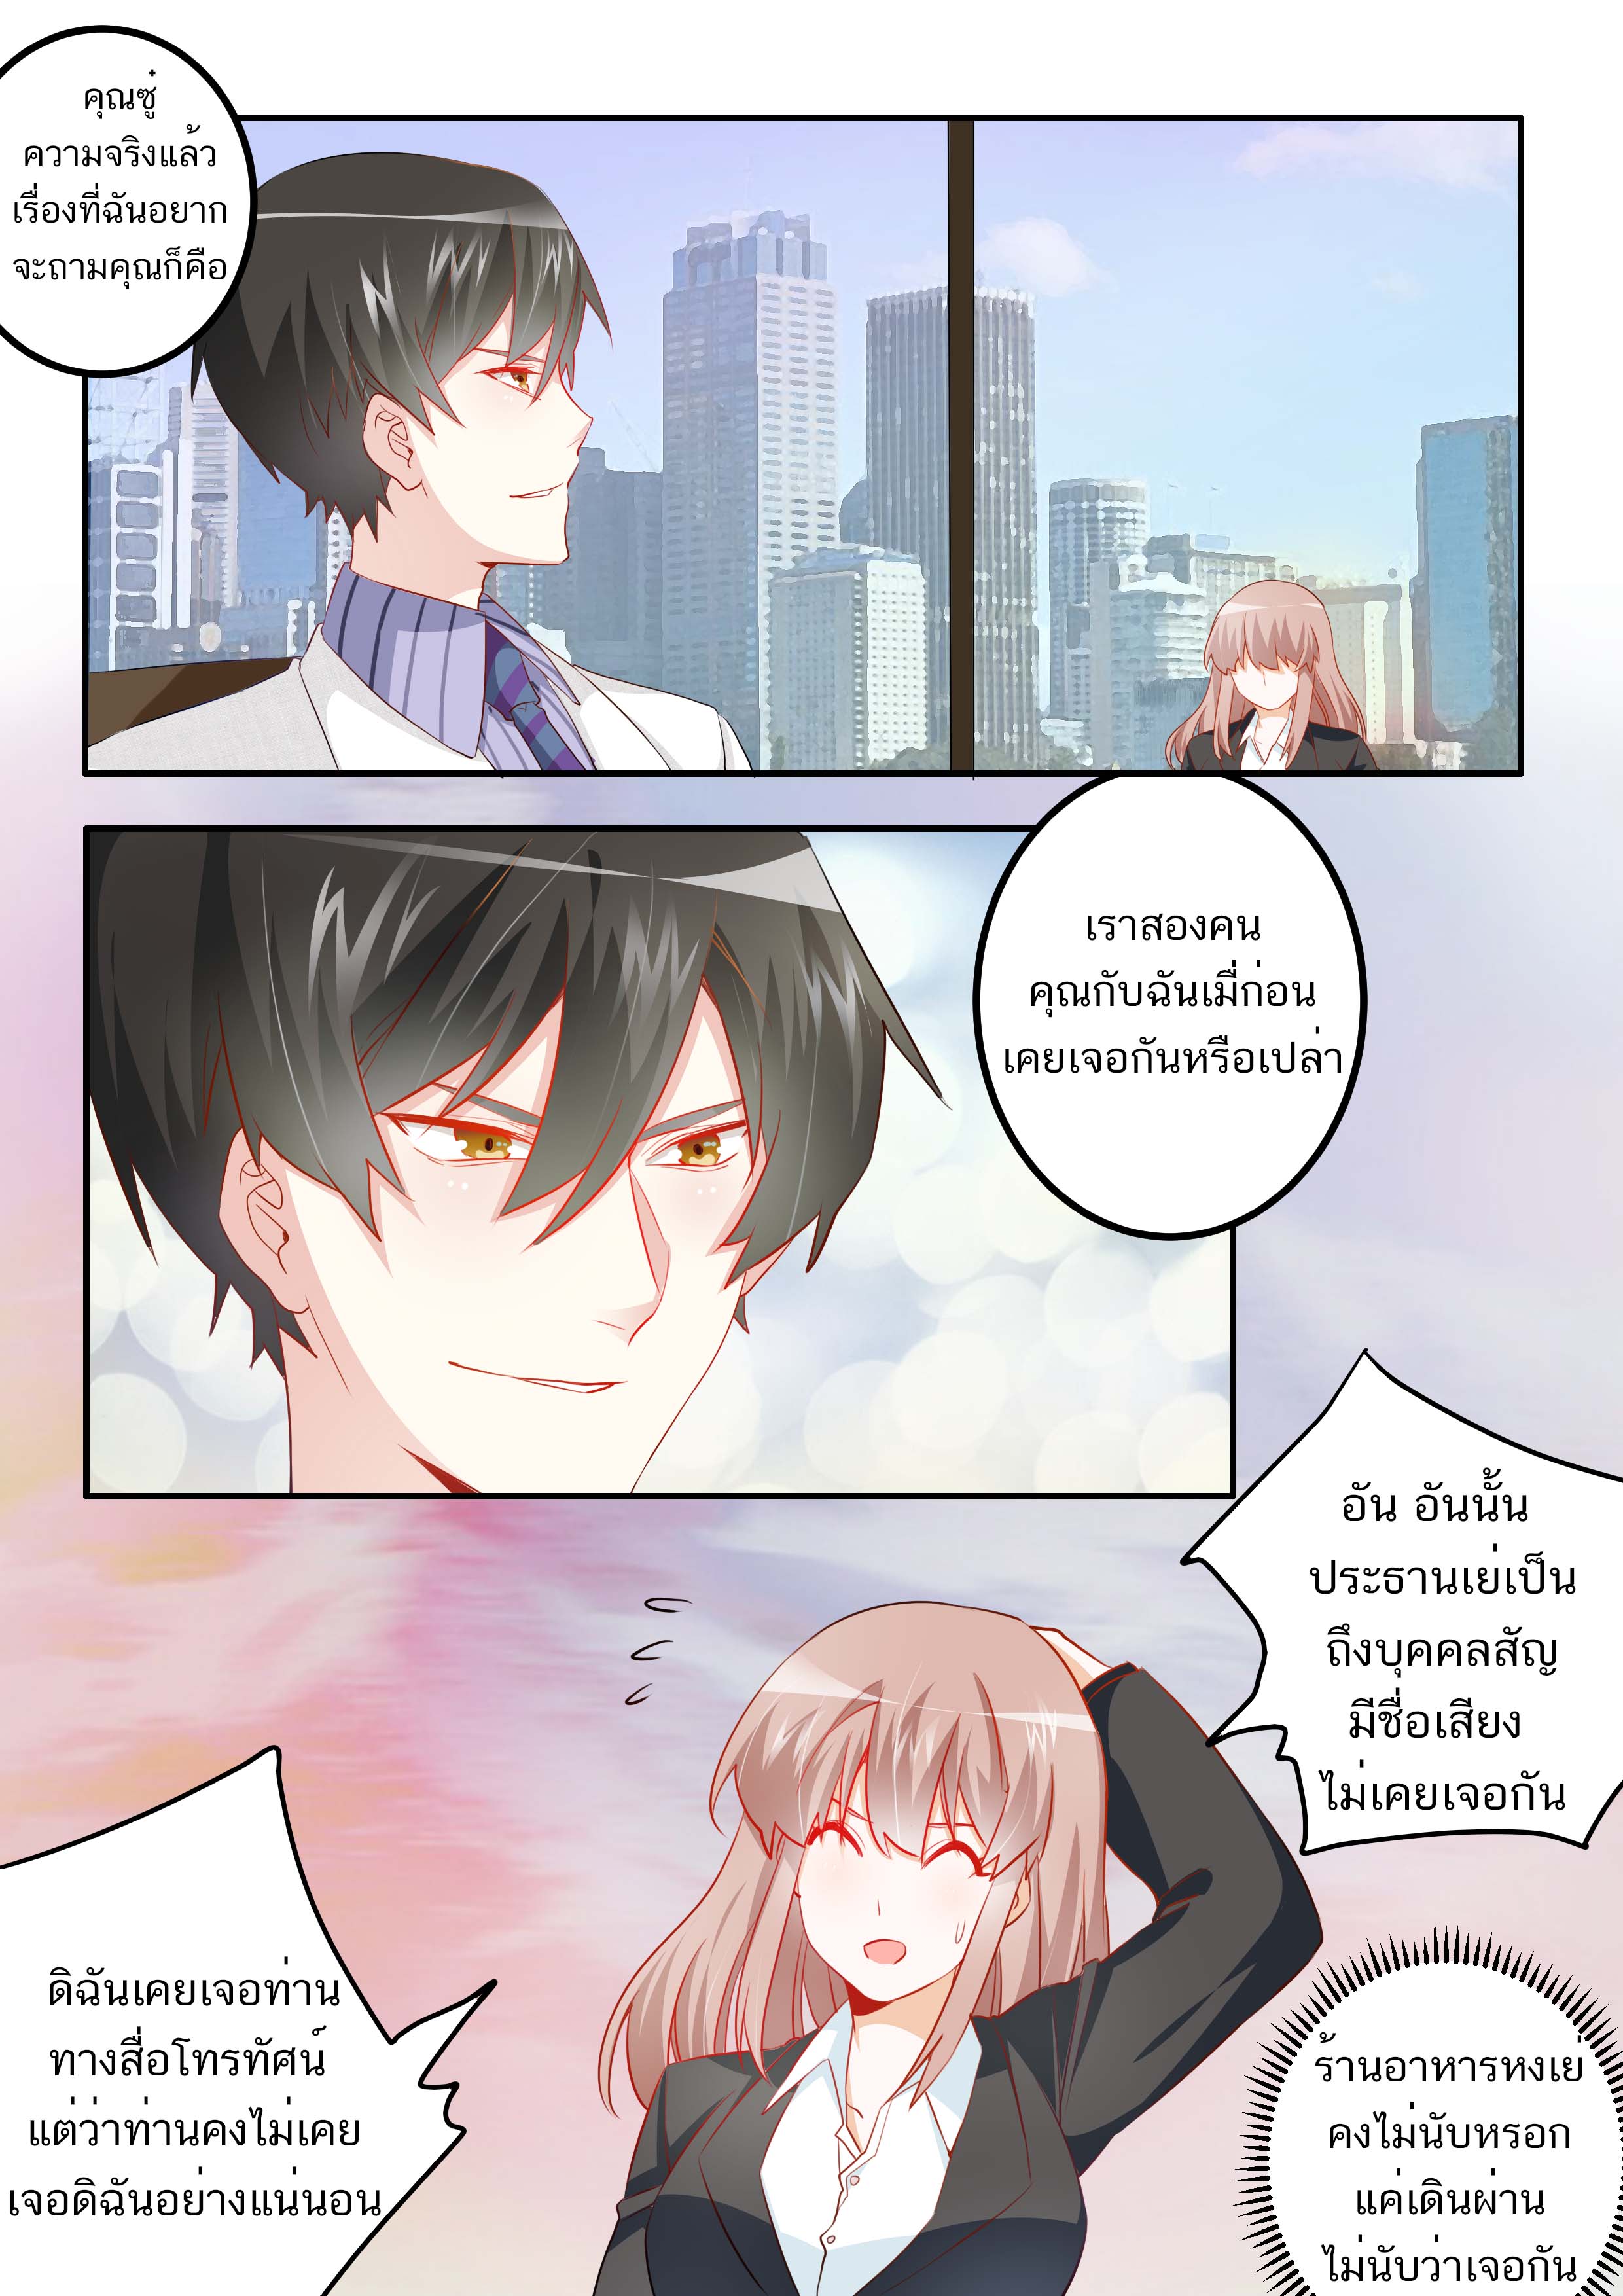 คุณซู่
ความจริงแล้ว
เรื่องที่ฉันอยาก
จะถามคุณก็คือ
เราสองคน
คุณกับฉันเมื่ก่อน
เคยเจอกันหรือเปล่า
อัน อันนั้น
ประธานเย่เป็น
ถึงบุคคลสัญ
มีชื่อเสียง
ไม่เคยเจอกัน
ดิฉันเคยเจอท่าน
ทางสื่อโทรทัศน์
แต่ว่าท่านคงไม่เคย
เจอดิฉันอย่างแน่นอน
ร้านอาหารหงเย่
คงไม่นับหรอก
แค่เดินผ่าน
ไม่นับว่าเจอกัน